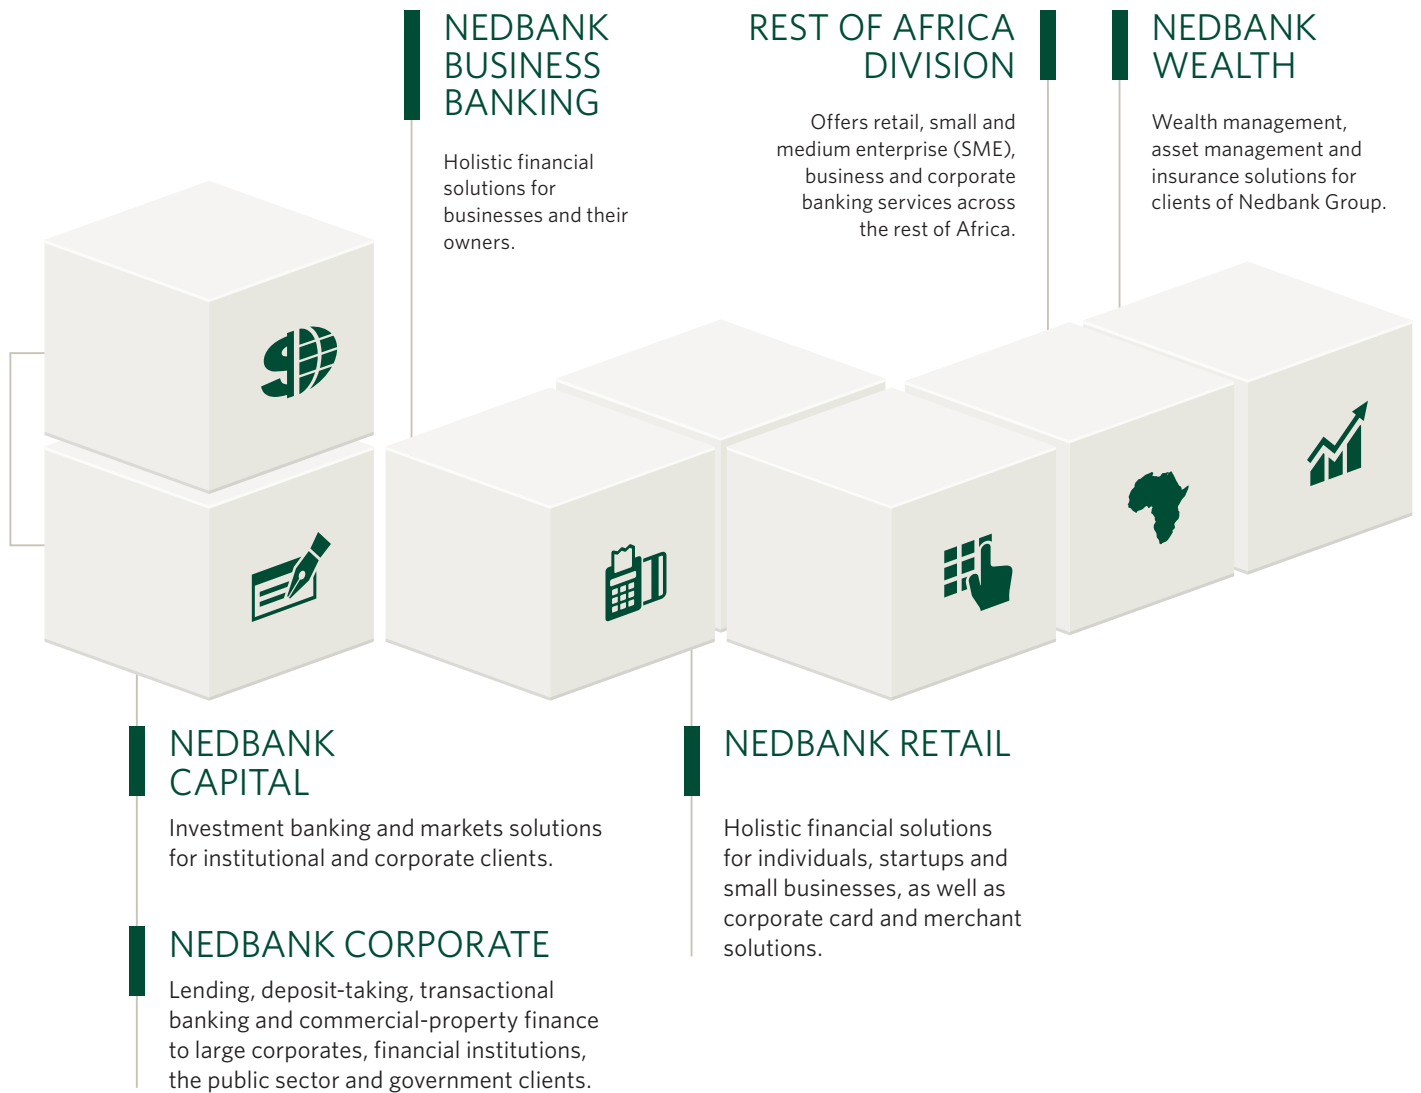 NEDBANK
BUSINESS
BANKING
Holistic financial
solutions for
businesses and their
owners.
REST OF AFRICA
DIVISION
Offers retail, small and
medium enterprise (SME),
business and corporate
banking services across
the rest of Africa.
NEDBANK
WEALTH
Wealth management,
asset management and
insurance solutions for
clients of Nedbank Group.
NEDBANK
CAPITAL
Investment banking and markets solutions
for institutional and corporate clients.
NEDBANK CORPORATE
Lending, deposit-taking, transactional
banking and commercial-property finance
to large corporates, financial institutions,
the public sector and government clients.
NEDBANK RETAIL
Holistic financial solutions
for individuals, startups and
small businesses, as well as
corporate card and merchant
solutions.